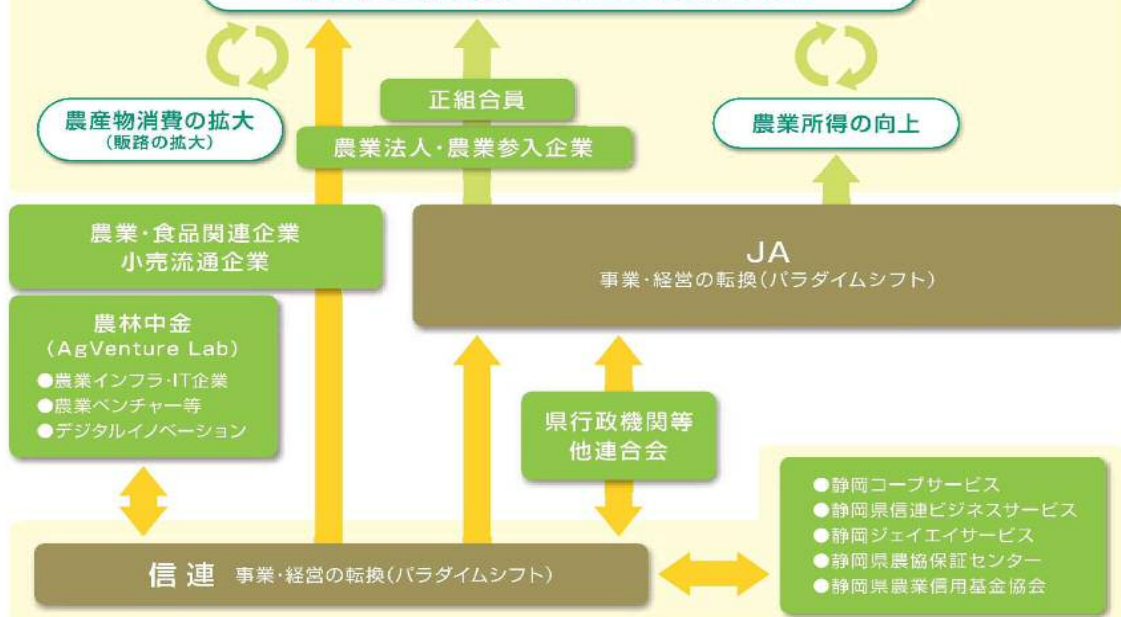 農産物消費の拡大
(販路の拡大)
正組合員
農業法人・農業参入企業
農業所得の向上
農業・食品関連企業
小売流通企業
JA
事業・経営の転換(パラダイムシフト)
農林中金
(AgVenture Lab)
●農業インフラ・IT企業
●農業ベンチャー等
●デジタルイノベーション
県行政機関等
他連合会
●静岡コープサービス
●静岡県信連ビジネスサービス
●静岡ジェイエイサービス
●静岡県農協保証センター
●静岡県農業信用基金協会
信連 事業・経営の転換(パラダイムシフト)